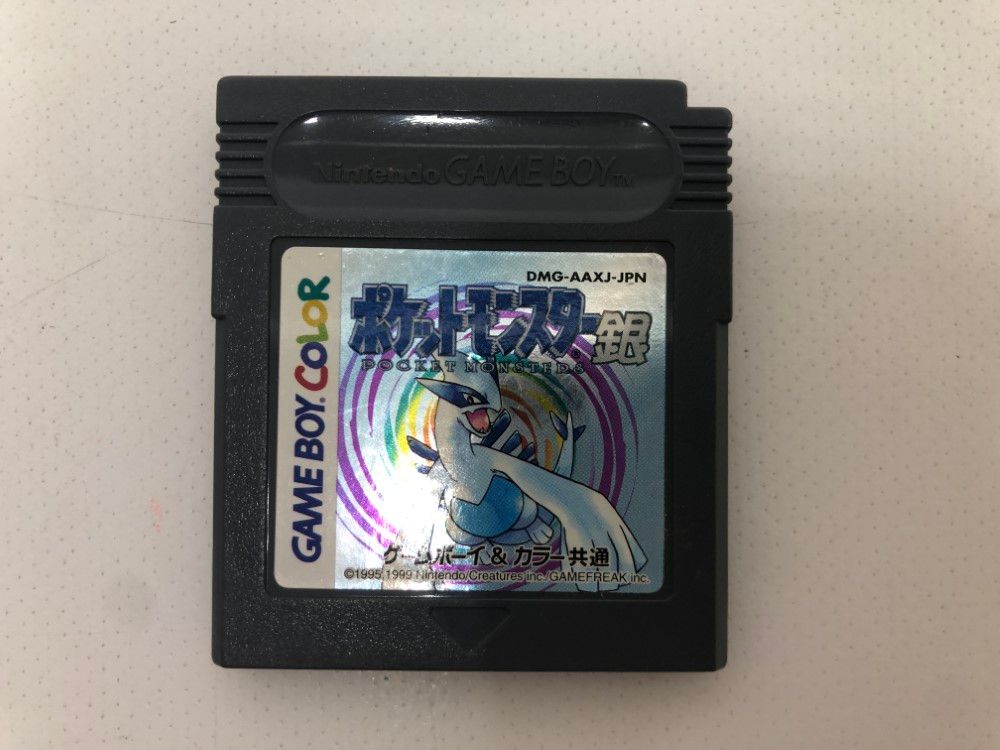 Nintendo GAME BOY™
GAME BOY COLOR
DMG-AAXJ-JPN
ポケットモンスター銀
POCKET MONSTERS
ゲームボーイ&カラー共通
©1995,1999 Nintendo/Creatures inc./GAMEFREAK inc.